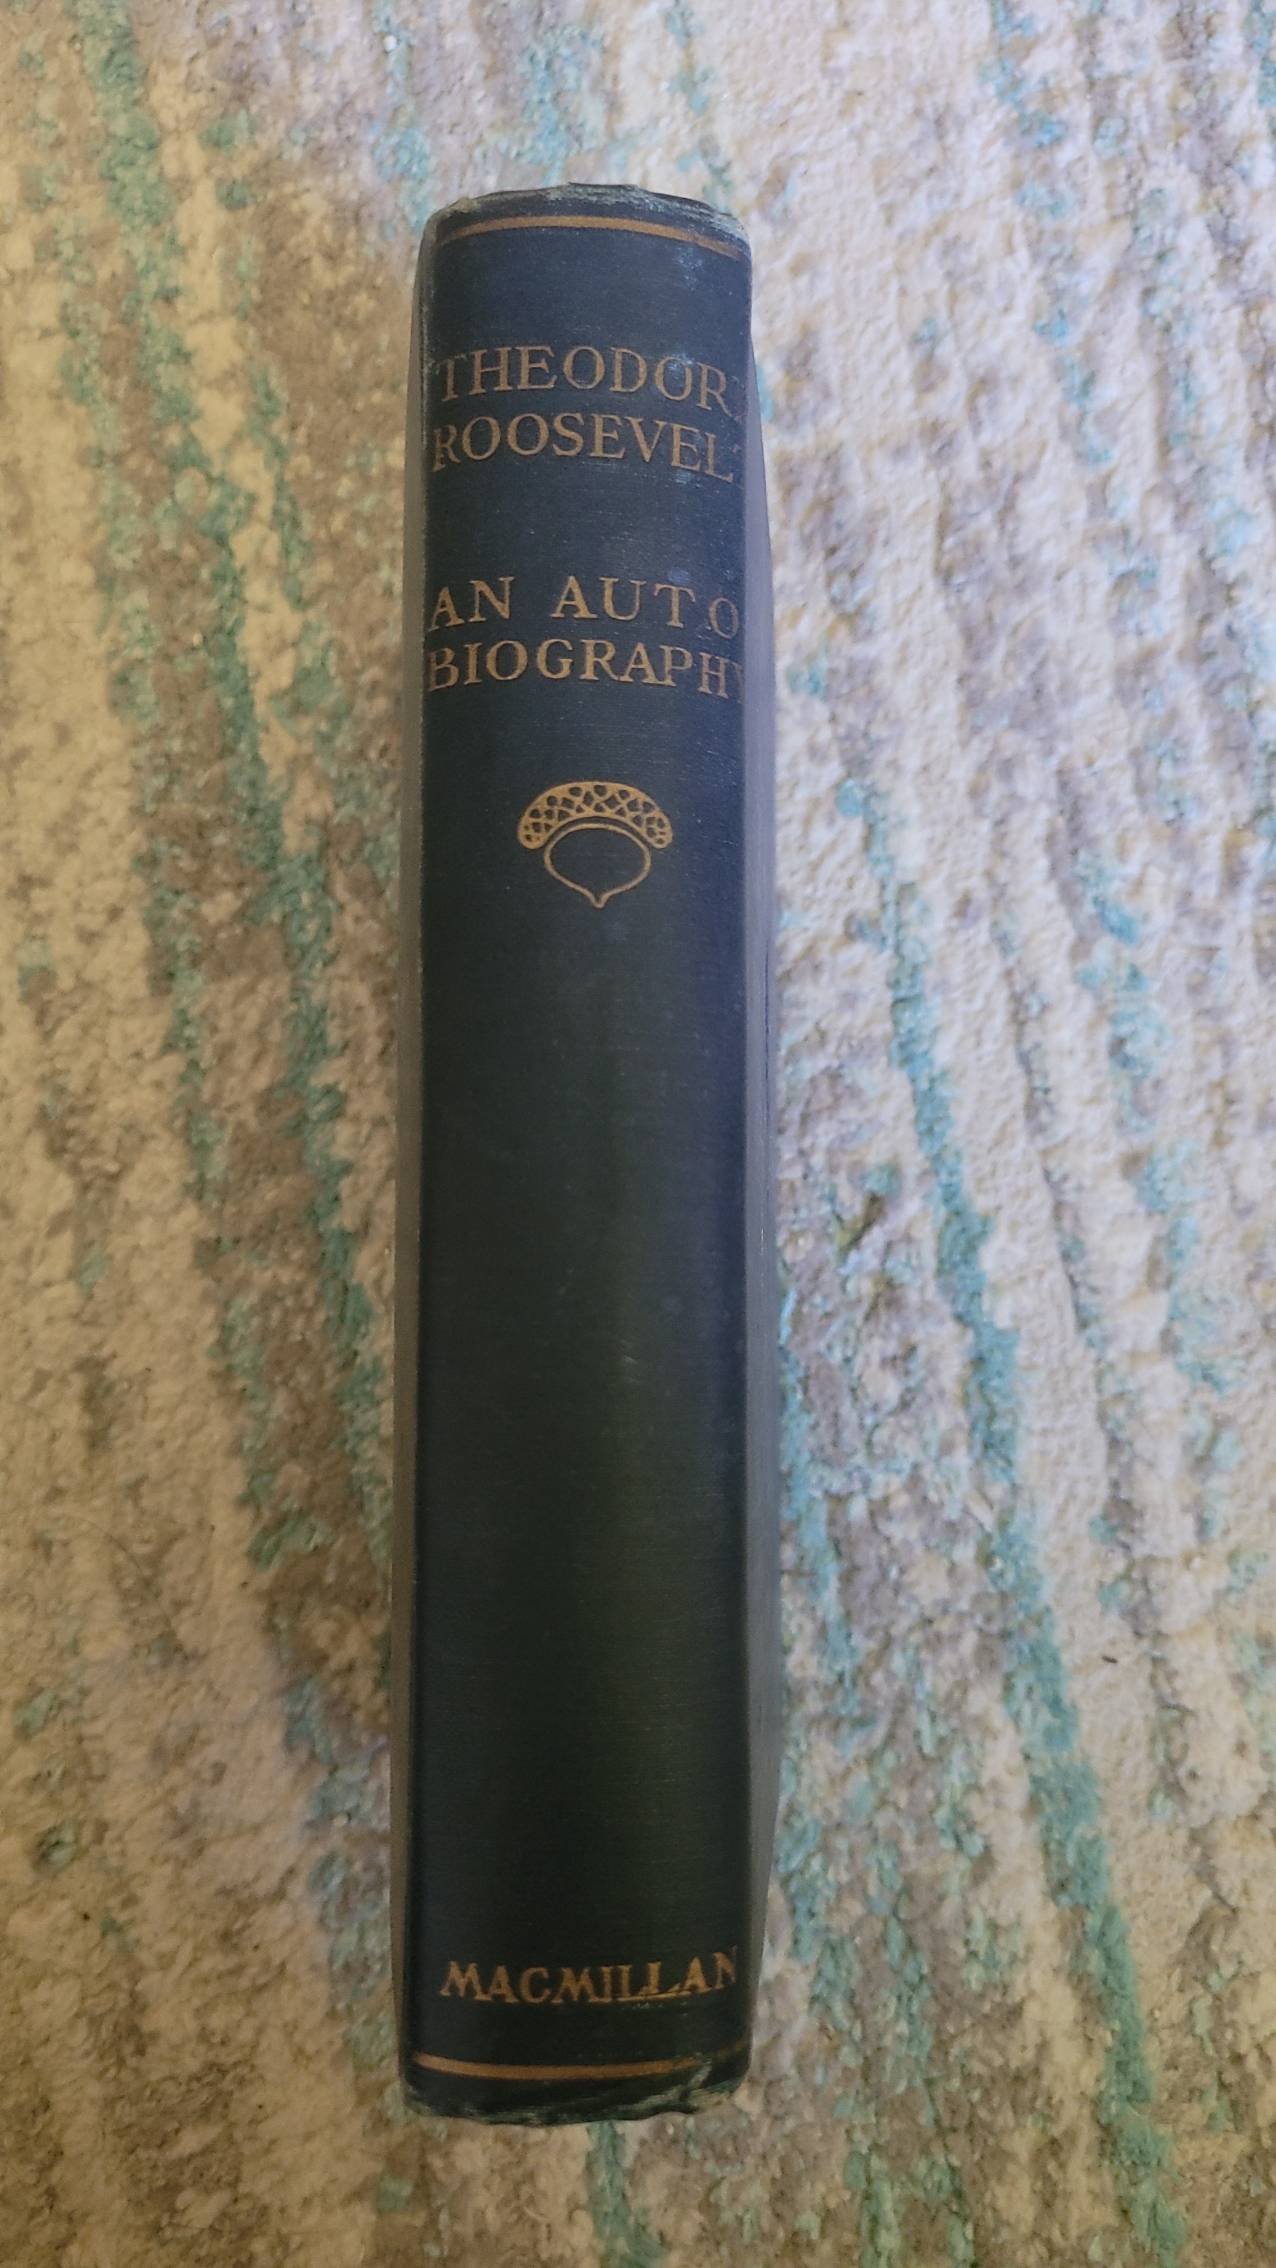 THEODORE
ROOSEVELT
AN AUTO
BIOGRAPHY
MACMILLAN